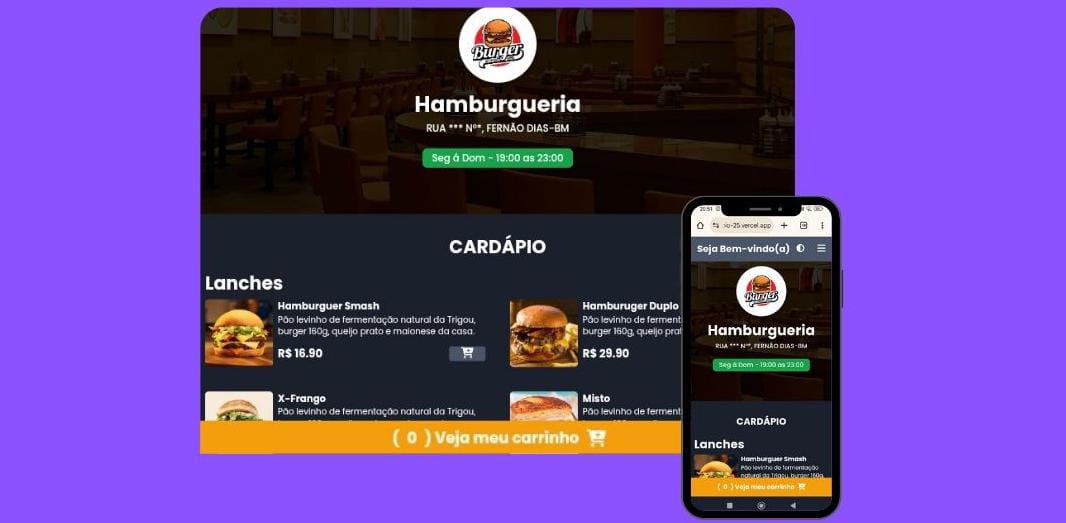 Burger
Hamburgueria
RUA *** Nº*, FERNÃO DIAS-BM
Seg á Dom - 19:00 as 23:00
CARDÁPIO
Lanches
Hamburguer Smash
Pão levinho de fermentação natural da Trigou,
burger 160g, queijo prato e maionese da casa.
R$ 16.90
Hamburuger Duplo
Pão levinho de ferment
burger 160g, queijo prat
R$ 29.90
X-Frango
Pão levinho de fermentação natural da Trigou,
Misto
Pão levinho de ferment
( 0 ) Veja meu carrinho
20:51
io-25.vercel.app
Seja Bem-vindo(a)
Burger
Hamburgueria
RUA *** Nº*, FERNÃO DIAS-BM
Seg á Dom - 19:00 as 23:00
CARDÁPIO
Lanches
Hamburguer Smash
Pão levinho de fermentação
natural da Trigou, burger 160g,
( 0 ) Veja meu carrinho